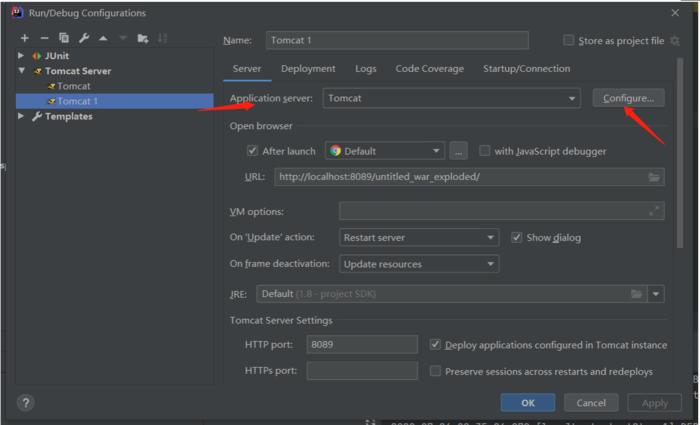 Run/Debug Configurations
Name: Tomcat 1
Store as project file
JUnit
Tomcat Server
Tomcat
Tomcat 1
Templates
Server Deployment Logs Code Coverage Startup/Connection
Application server: Tomcat Configure...
Open browser
After launch Default ... with JavaScript debugger
URL: http://localhost:8089/untitled_war_exploded/
VM options:
On 'Update' action: Restart server Show dialog
On frame deactivation: Update resources
JRE: Default (1.8 - project SDK)
Tomcat Server Settings
HTTP port: 8089 Deploy applications configured in Tomcat instance
HTTPs port: Preserve sessions across restarts and redeploys
? OK Cancel Apply